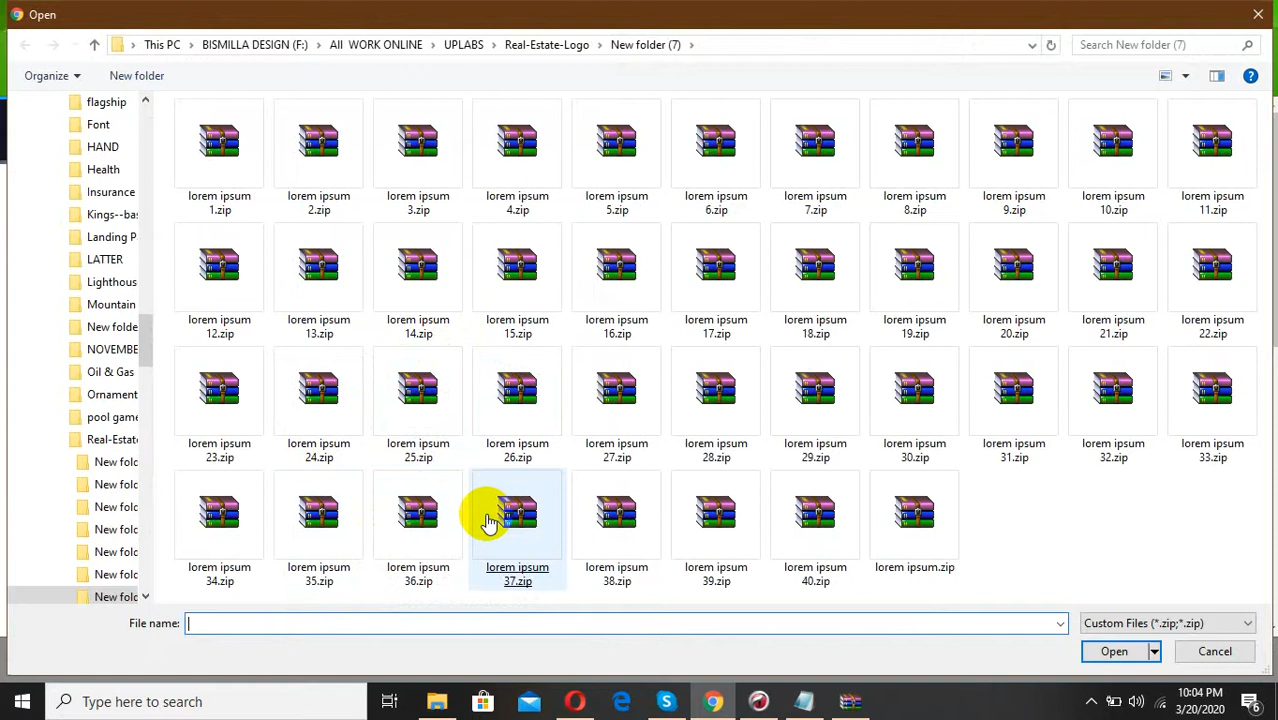 Open
This PC > BISMILLA DESIGN (F:) > All WORK ONLINE > UPLABS > Real-Estate-Logo > New folder (7) >
Search New folder (7)
Organize
New folder
flagship
Font
HAND
Health
Insurance
Kings--bas
Landing P
LATTER
Lighthous
Mountain
New folde
NOVEMBE
Oil & Gas
Ornament
pool game
Real-Estate
New fold
New fold
New fold
New fold
New fold
New fold
New fold
lorem ipsum 1.zip
lorem ipsum 2.zip
lorem ipsum 3.zip
lorem ipsum 4.zip
lorem ipsum 5.zip
lorem ipsum 6.zip
lorem ipsum 7.zip
lorem ipsum 8.zip
lorem ipsum 9.zip
lorem ipsum 10.zip
lorem ipsum 11.zip
lorem ipsum 12.zip
lorem ipsum 13.zip
lorem ipsum 14.zip
lorem ipsum 15.zip
lorem ipsum 16.zip
lorem ipsum 17.zip
lorem ipsum 18.zip
lorem ipsum 19.zip
lorem ipsum 20.zip
lorem ipsum 21.zip
lorem ipsum 22.zip
lorem ipsum 23.zip
lorem ipsum 24.zip
lorem ipsum 25.zip
lorem ipsum 26.zip
lorem ipsum 27.zip
lorem ipsum 28.zip
lorem ipsum 29.zip
lorem ipsum 30.zip
lorem ipsum 31.zip
lorem ipsum 32.zip
lorem ipsum 33.zip
lorem ipsum 34.zip
lorem ipsum 35.zip
lorem ipsum 36.zip
lorem ipsum 37.zip
lorem ipsum 38.zip
lorem ipsum 39.zip
lorem ipsum 40.zip
lorem ipsum.zip
File name:
Custom Files (*.zip;*.zip)
Open
Cancel
Type here to search
10:04 PM
3/20/2020
6